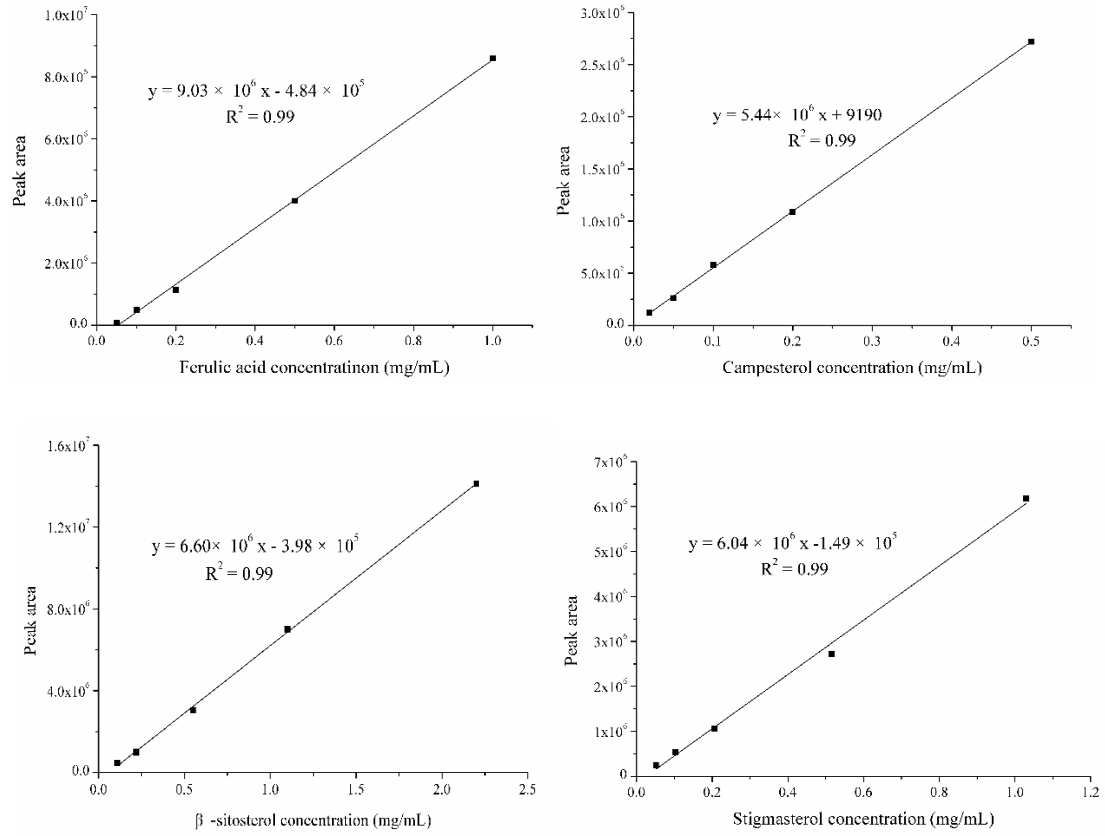 1.0x10⁷
8.0x10⁶
6.0x10⁶
4.0x10⁶
2.0x10⁶
0.0
Peak area
y = 9.03 × 10⁶ x - 4.84 × 10⁵
R² = 0.99
0.0 0.2 0.4 0.6 0.8 1.0
Ferulic acid concentratinon (mg/mL)
3.0x10⁶
2.5x10⁶
2.0x10⁶
1.5x10⁶
1.0x10⁶
5.0x10⁵
0.0
Peak area
y = 5.44× 10⁶ x + 9190
R² = 0.99
0.0 0.1 0.2 0.3 0.4 0.5
Campesterol concentration (mg/mL)
1.6x10⁷
1.2x10⁷
8.0x10⁶
4.0x10⁶
0.0
Peak area
y = 6.60× 10⁶ x - 3.98 × 10⁵
R² = 0.99
0.0 0.5 1.0 1.5 2.0 2.5
β -sitosterol concentration (mg/mL)
7x10⁶
6x10⁶
5x10⁶
4x10⁶
3x10⁶
2x10⁶
1x10⁶
0
Peak area
y = 6.04 × 10⁶ x -1.49 × 10⁵
R² = 0.99
0.0 0.2 0.4 0.6 0.8 1.0 1.2
Stigmasterol concentration (mg/mL)